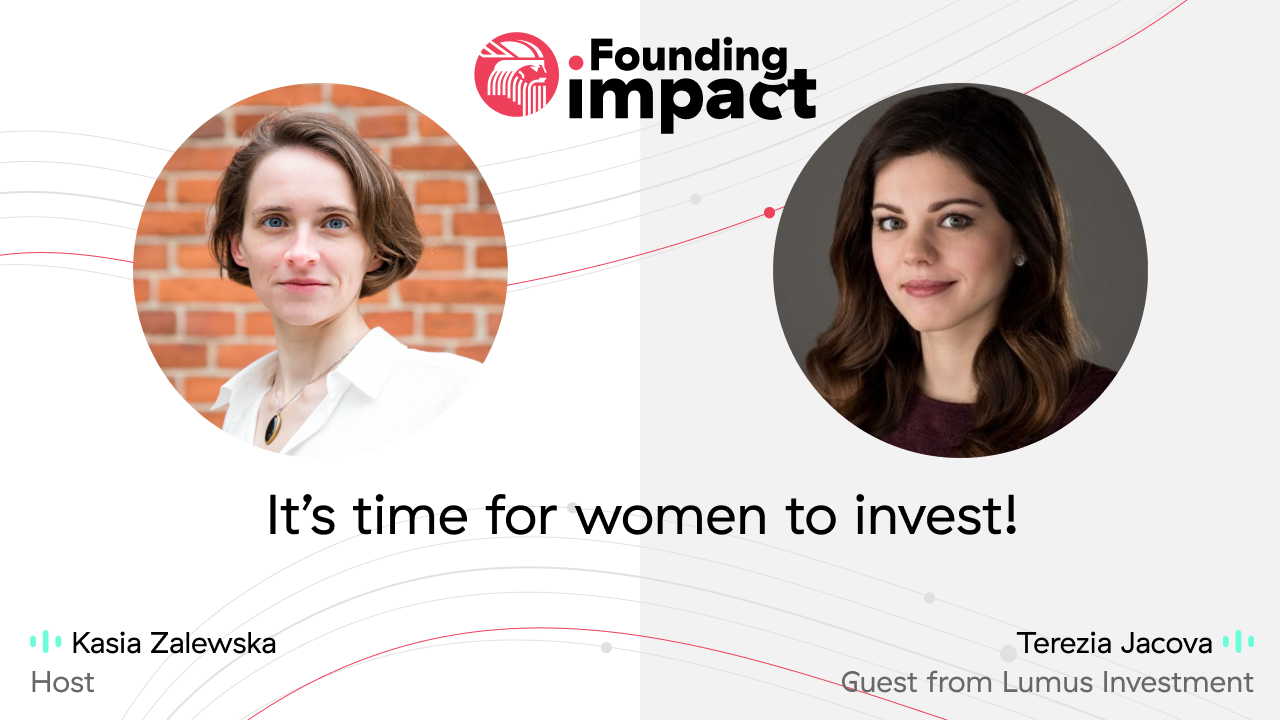 Founding
impact
It's time for women to invest!
Kasia Zalewska
Host
Terezia Jacova
Guest from Lumus Investment